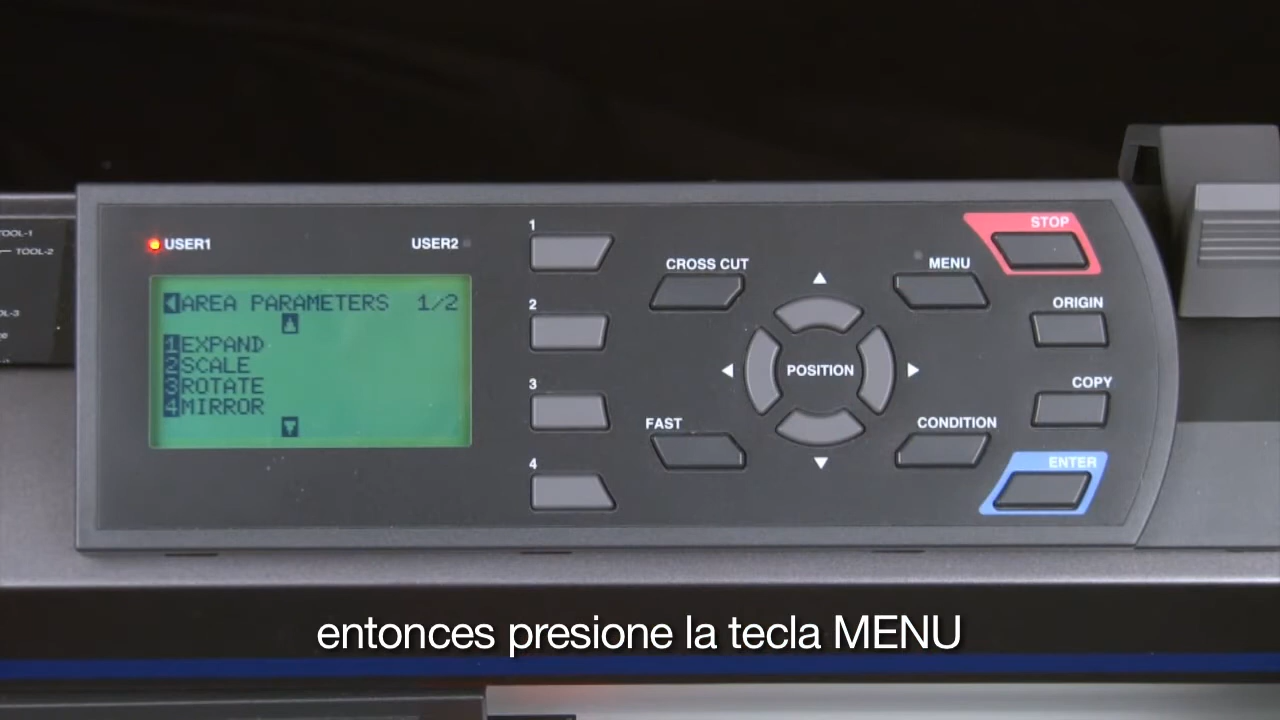 TOOL-1
TOOL-2
USER1
USER2
AREA PARAMETERS 1/2
1 EXPAND
2 SCALE
3 ROTATE
4 MIRROR
1
2
3
4
CROSS CUT
MENU
STOP
ORIGIN
POSITION
COPY
FAST
CONDITION
ENTER
entonces presione la tecla MENU